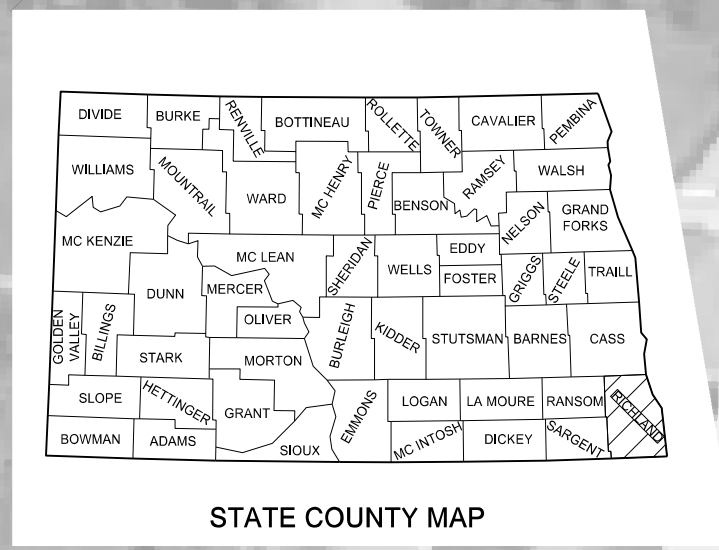 DIVIDE
BURKE
RENVILLE
BOTTINEAU
ROLLETTE
TOWNER
CAVALIER
PEMBINA
WILLIAMS
MOUNTRAIL
WARD
MC HENRY
PIERCE
BENSON
RAMSEY
WALSH
MC KENZIE
MC LEAN
SHERIDAN
WELLS
EDDY
FOSTER
NELSON
GRAND
FORKS
DUNN
MERCER
OLIVER
GRIGGS
STEELE
TRAILL
GOLDEN
VALLEY
BILLINGS
STARK
MORTON
BURLEIGH
KIDDER
STUTSMAN
BARNES
CASS
SLOPE
HETTINGER
GRANT
EMMONS
LOGAN
LA MOURE
RANSOM
RICHLAND
BOWMAN
ADAMS
SIOUX
MC INTOSH
DICKEY
SARGENT
STATE COUNTY MAP